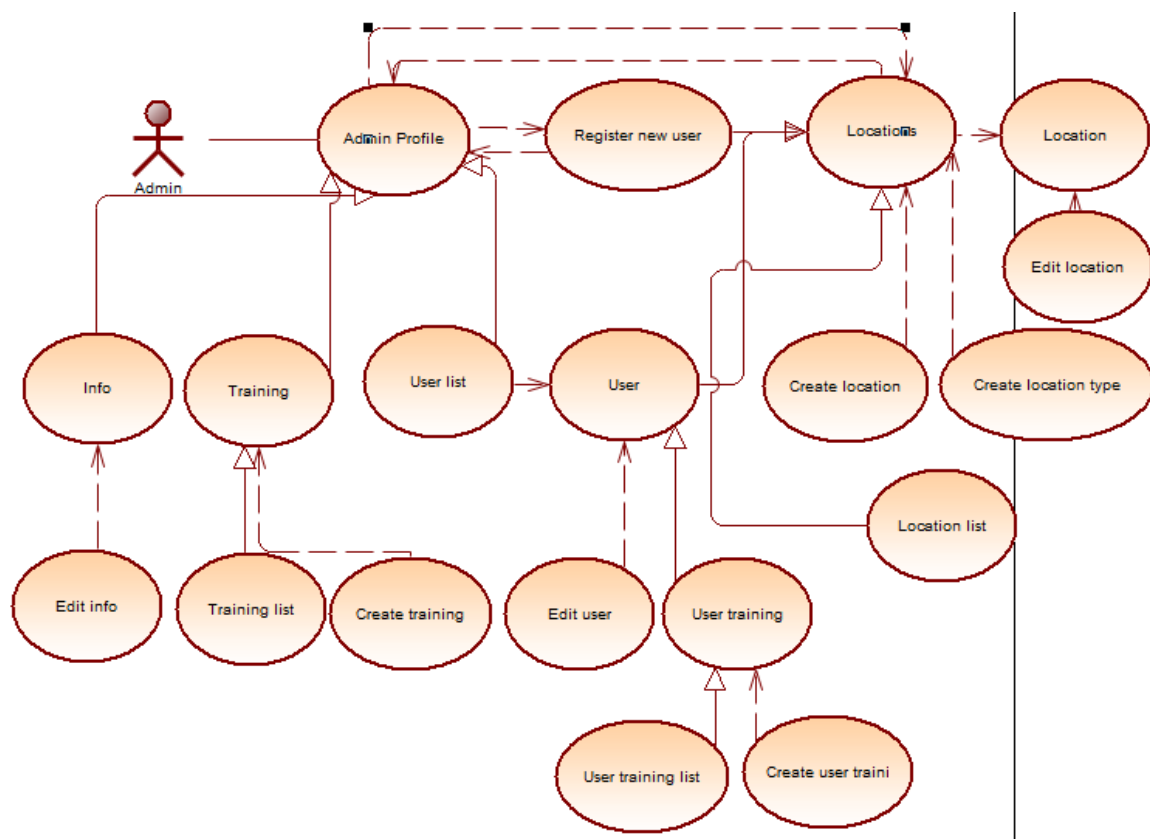 Admin Profile
Register new user
Locations
Location
Admin
Edit location
Info
Training
User list
User
Create location
Create location type
Location list
Edit info
Training list
Create training
Edit user
User training
User training list
Create user traini